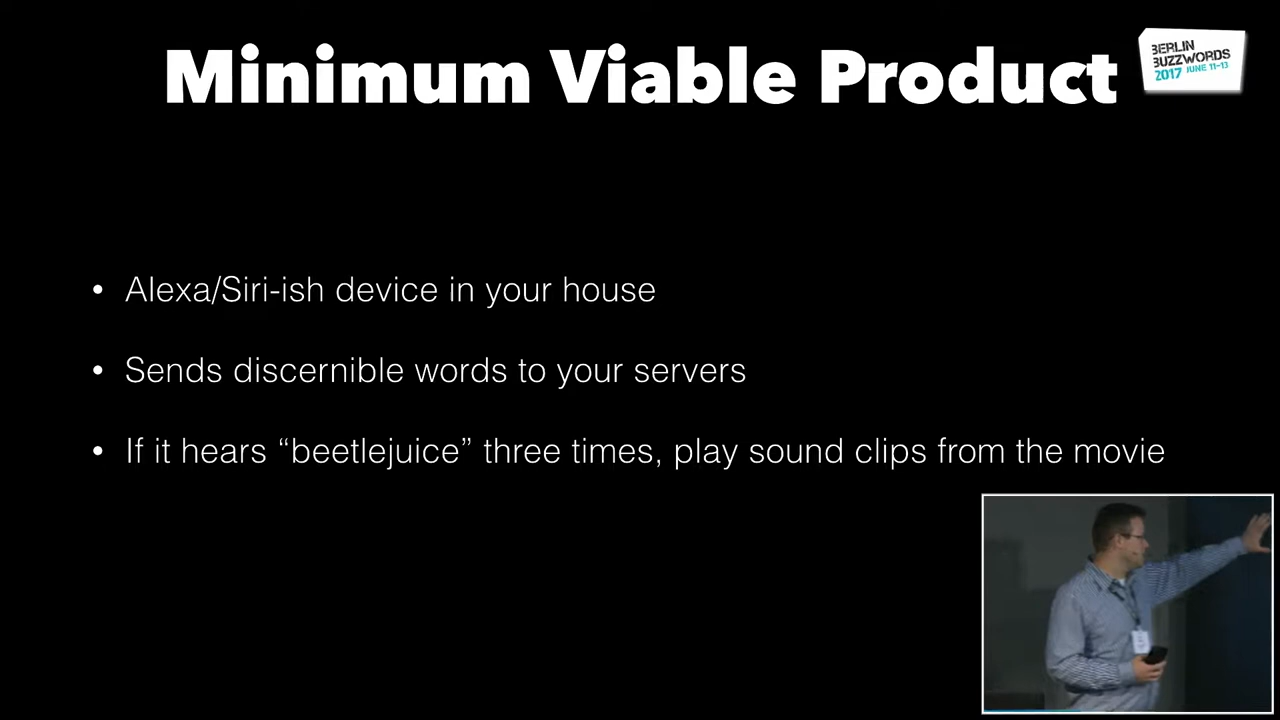 Minimum Viable Product
BERLIN
BUZZWORDS
2017 JUNE 11-13
• Alexa/Siri-ish device in your house
• Sends discernible words to your servers
• If it hears “beetlejuice” three times, play sound clips from the movie